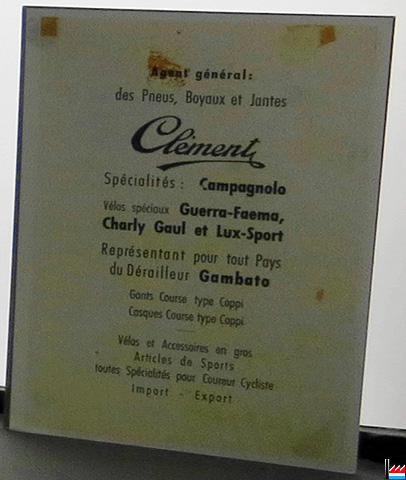 Agent général:
des Pneus, Boyaux et Jantes
Clément
Spécialités: Campagnolo
Vélos spéciaux Guerra-Faema,
Charly Gaul et Lux-Sport
Représentant pour tout Pays
du Dérailleur Gambato
Gants Course type Coppi
Casques Course type Coppi
Vélos et Accessoires en gros
Articles de Sports
toutes Spécialités pour Coureur Cycliste
Import - Export